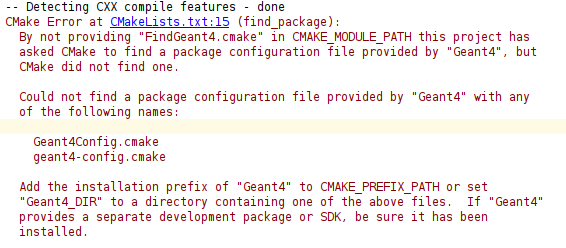 -- Detecting CXX compile features - done
CMake Error at CMakeLists.txt:15 (find_package):
By not providing "FindGeant4.cmake" in CMAKE_MODULE_PATH this project has
asked CMake to find a package configuration file provided by "Geant4", but
CMake did not find one.
Could not find a package configuration file provided by "Geant4" with any
of the following names:
Geant4Config.cmake
geant4-config.cmake
Add the installation prefix of "Geant4" to CMAKE_PREFIX_PATH or set
"Geant4_DIR" to a directory containing one of the above files.  If "Geant4"
provides a separate development package or SDK, be sure it has been
installed.